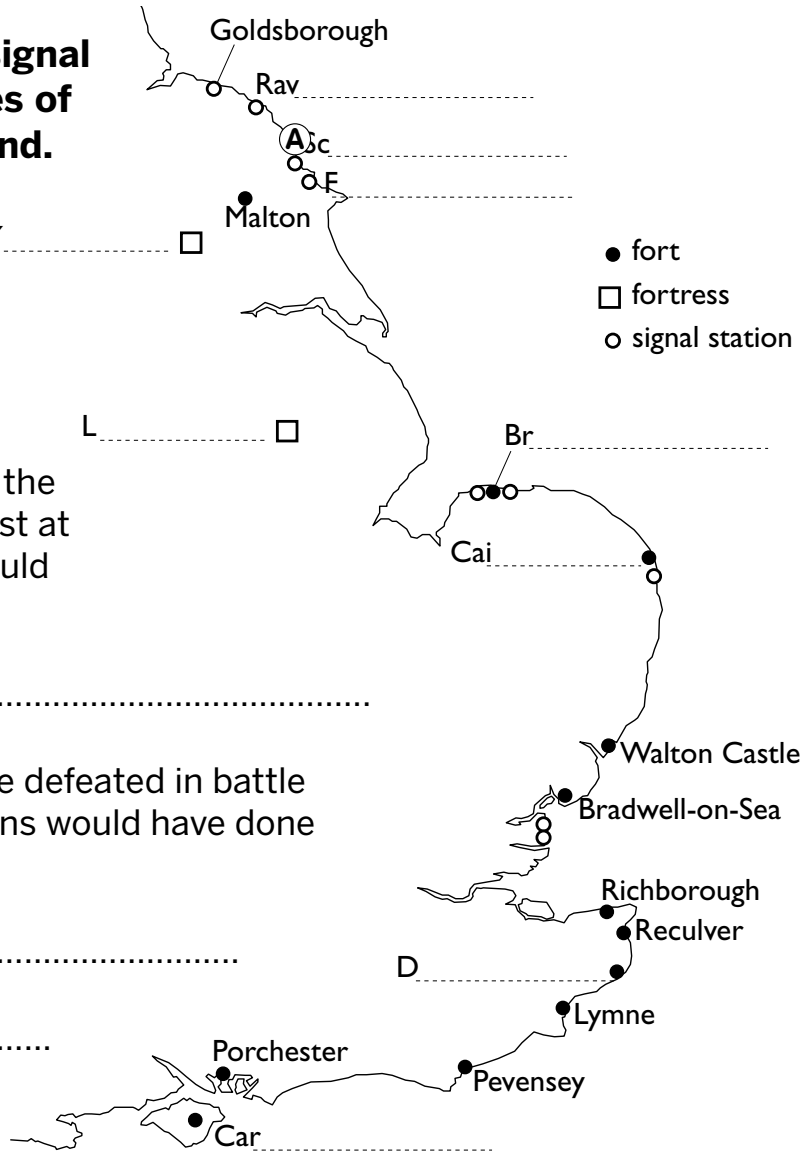 Goldsborough
signal
Rav
es of
A
Sc
nd.
F
Malton
fort
fortress
signal station
L
Br
the
st at
Cai
uld
Walton Castle
e defeated in battle
Bradwell-on-Sea
ns would have done
Richborough
Reculver
D
Lymne
Porchester
Pevensey
Car